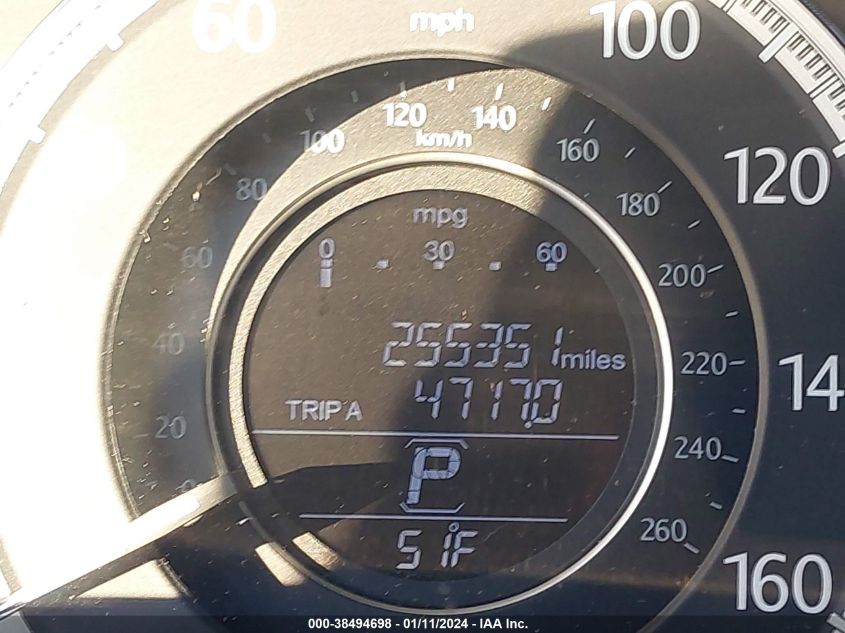 60 mph 100
120 140
km/h
100 160
120
80 180
mpg
0 30 60
60 200
255351 miles
40 220
4717.0
TRIP A
14
20 240
P
0
260
51°F
160
000-38494698 - 01/11/2024 - IAA Inc.